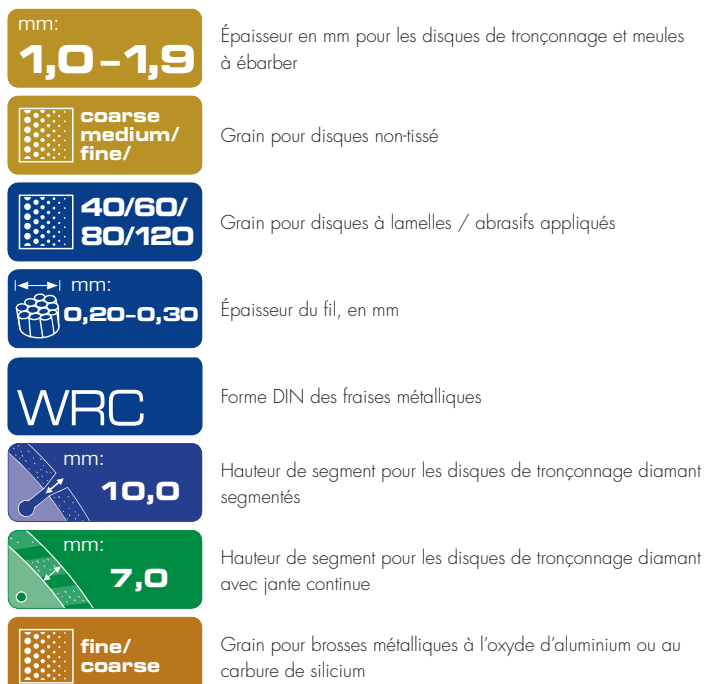 mm:
1,0–1,9
Épaisseur en mm pour les disques de tronçonnage et meules
à ébarber
coarse
medium/
fine/
Grain pour disques non-tissé
40/60/
80/120
Grain pour disques à lamelles / abrasifs appliqués
mm:
0,20-0,30
Épaisseur du fil, en mm
WRC
Forme DIN des fraises métalliques
mm:
10,0
Hauteur de segment pour les disques de tronçonnage diamant
segmentés
mm:
7,0
Hauteur de segment pour les disques de tronçonnage diamant
avec jante continue
fine/
coarse
Grain pour brosses métalliques à l’oxyde d’aluminium ou au
carbure de silicium